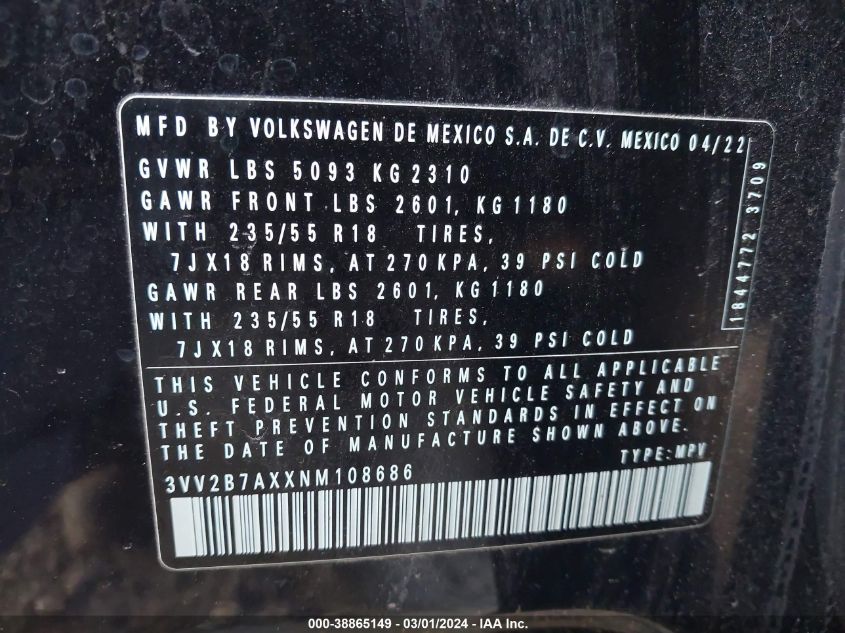 MFD BY VOLKSWAGEN DE MEXICO S.A. DE C.V. MEXICO 04/22
GVWR LBS 5093 KG 2310
GAWR FRONT LBS 2601, KG 1180
WITH 235/55 R18 TIRES,
7JX18 RIMS, AT 270 KPA, 39 PSI COLD
GAWR REAR LBS 2601, KG 1180
WITH 235/55 R18 TIRES,
7JX18 RIMS, AT 270 KPA, 39 PSI COLD
1844772 3709
THIS VEHICLE CONFORMS TO ALL APPLICABLE
U.S. FEDERAL MOTOR VEHICLE SAFETY AND
THEFT PREVENTION STANDARDS IN EFFECT ON
THE DATE OF MANUFACTURE SHOWN ABOVE.
TYPE: MPV
3VV2B7AXXNM108686
000-38865149 - 03/01/2024 - IAA Inc.